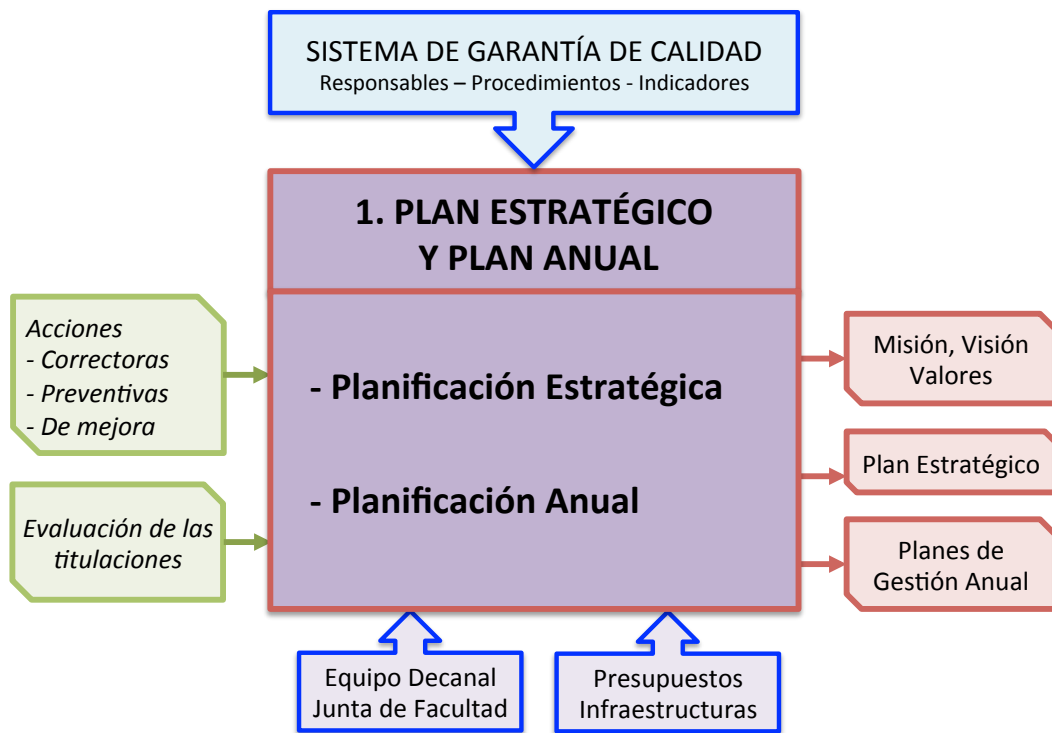 SISTEMA DE GARANTÍA DE CALIDAD
Responsables – Procedimientos - Indicadores
1. PLAN ESTRATÉGICO
Y PLAN ANUAL
Acciones
- Correctoras
- Preventivas
- De mejora
Evaluación de las
titulaciones
- Planificación Estratégica
- Planificación Anual
Misión, Visión
Valores
Plan Estratégico
Planes de
Gestión Anual
Equipo Decanal
Junta de Facultad
Presupuestos
Infraestructuras